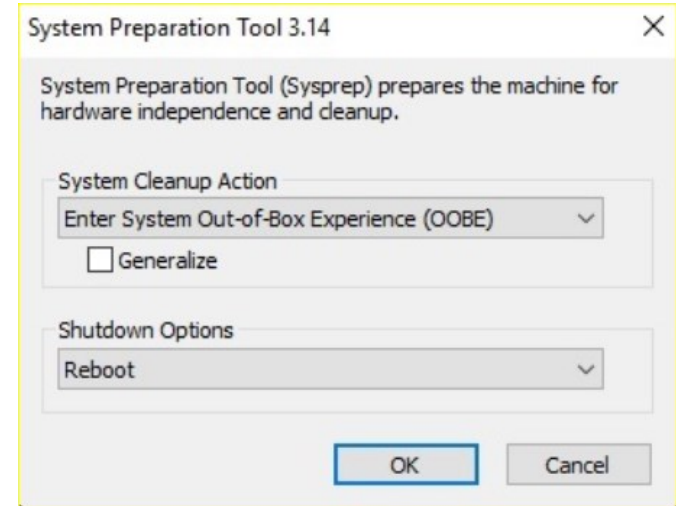 System Preparation Tool 3.14
System Preparation Tool (Sysprep) prepares the machine for
hardware independence and cleanup.
System Cleanup Action
Enter System Out-of-Box Experience (OOBE)
Generalize
Shutdown Options
Reboot
OK
Cancel